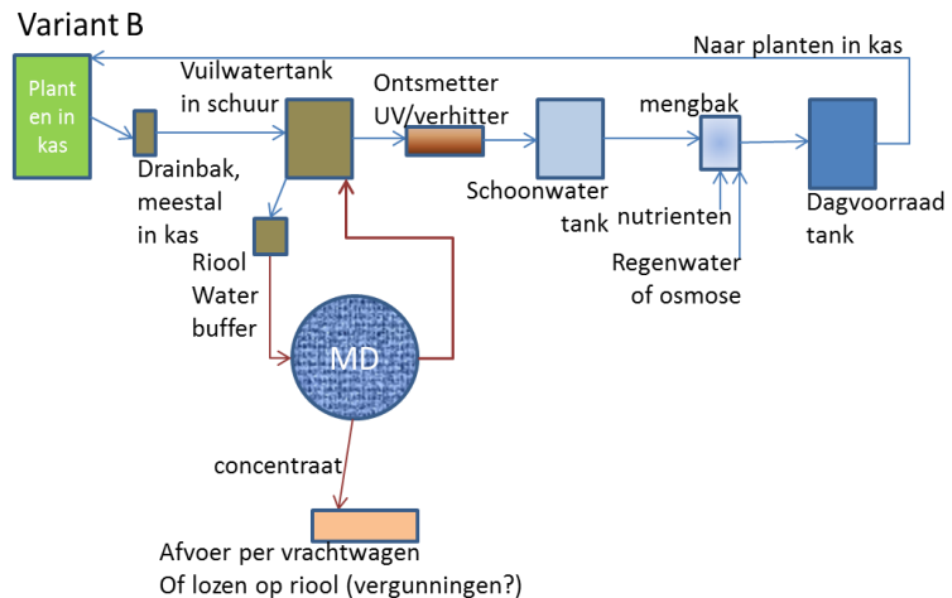 Variant B
Naar planten in kas
Plant
en in
kas
Vuilwatertank
in schuur
Ontsmetter
UV/verhitter
mengbak
Drainbak,
meestal
in kas
Schoonwater
tank
nutrienten
Dagvoorraad
tank
Riool
Water
buffer
Regenwater
of osmose
MD
concentraat
Afvoer per vrachtwagen
Of lozen op riool (vergunningen?)